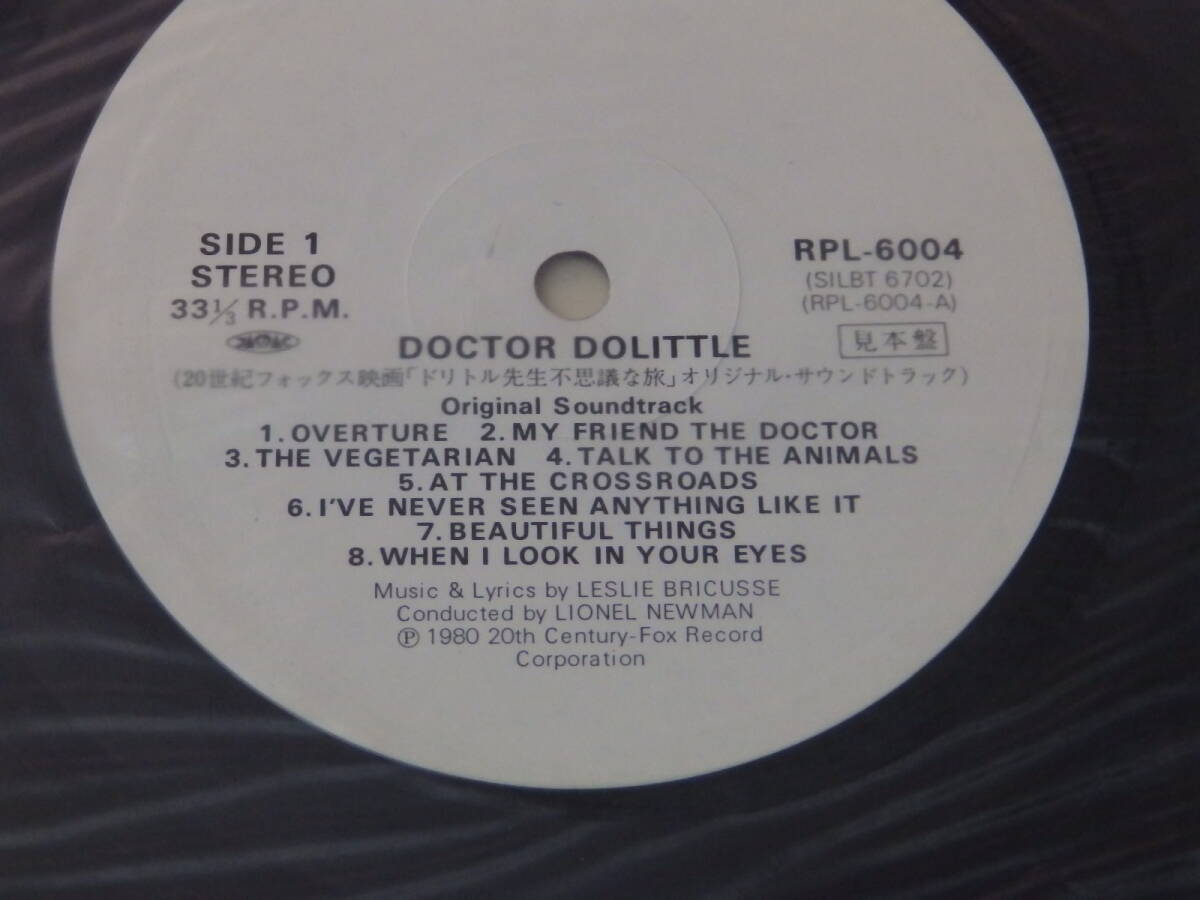 SIDE 1
STEREO
33⅓ R.P.M.
RPL-6004
(SILBT 6702)
(RPL-6004-A)
見本盤
DOCTOR DOLITTLE
(20世紀フォックス映画「ドリトル先生不思議な旅」オリジナル・サウンドトラック)
Original Soundtrack
1. OVERTURE 2. MY FRIEND THE DOCTOR
3. THE VEGETARIAN 4. TALK TO THE ANIMALS
5. AT THE CROSSROADS
6. I'VE NEVER SEEN ANYTHING LIKE IT
7. BEAUTIFUL THINGS
8. WHEN I LOOK IN YOUR EYES
Music & Lyrics by LESLIE BRICUSSE
Conducted by LIONEL NEWMAN
Ⓟ 1980 20th Century-Fox Record
Corporation